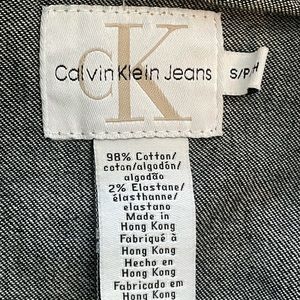 CK
Calvin Klein Jeans
S/P
98% Cotton/
coton/algodón/
algodão
2% Elastane/
élasthanne/
elastano
Made in
Hong Kong
Fabriqué à
Hong Kong
Hecho en
Hong Kong
Fabricado em
Hong Kong